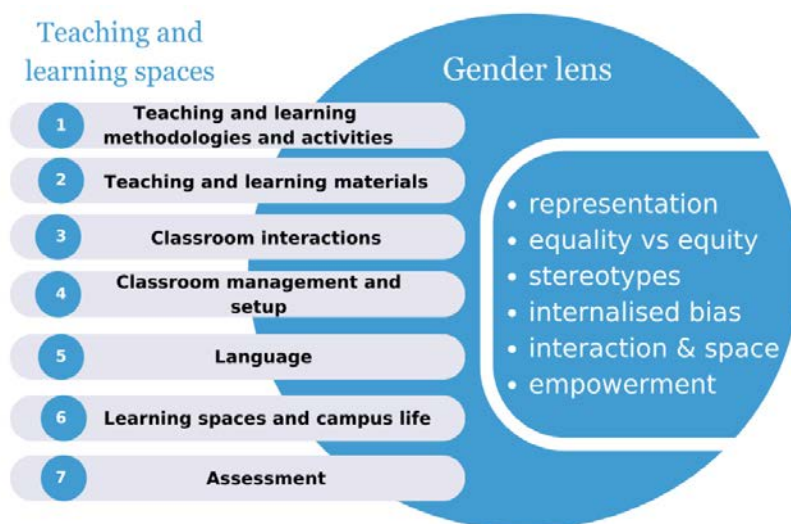 Teaching and
learning spaces
Gender lens
1
Teaching and learning
methodologies and activities
2
Teaching and learning materials
3
Classroom interactions
4
Classroom management and
setup
5
Language
6
Learning spaces and campus life
7
Assessment
• representation
• equality vs equity
• stereotypes
• internalised bias
• interaction & space
• empowerment